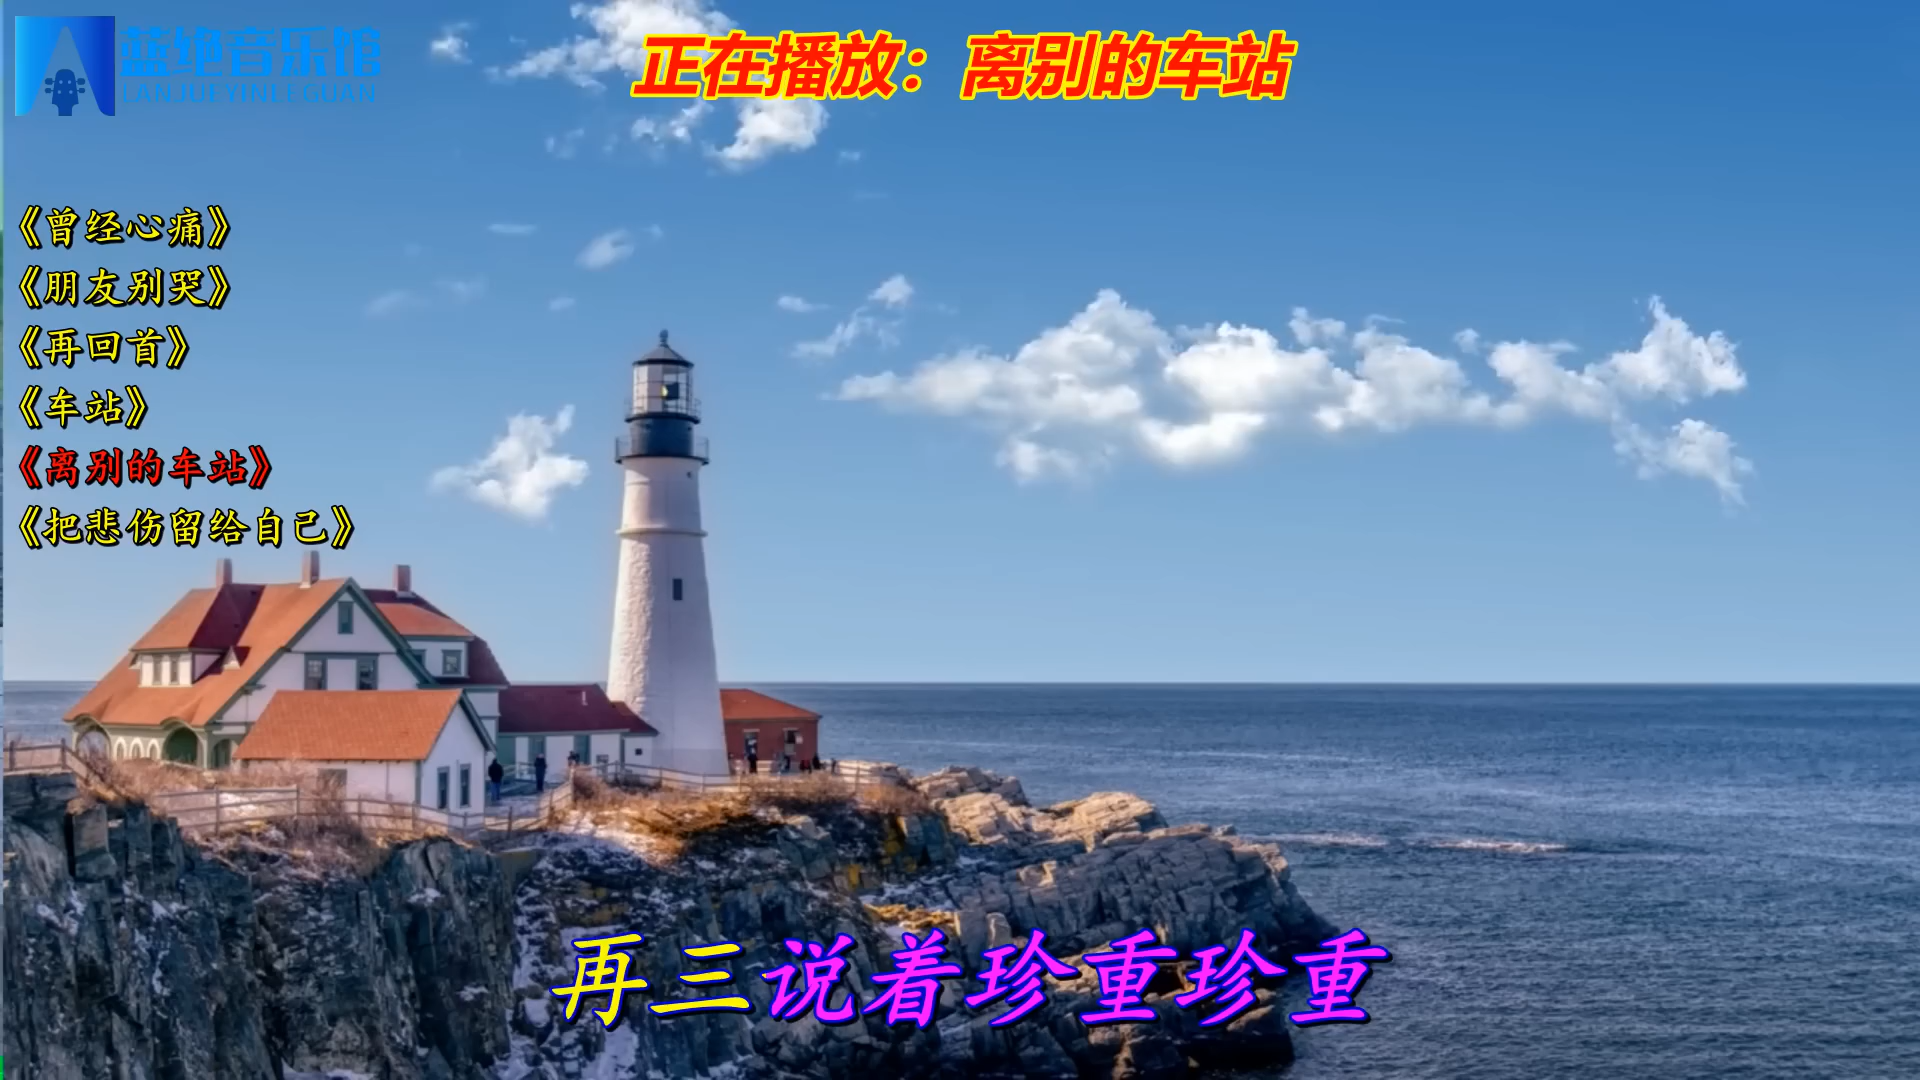 蓝绝音乐馆
LANJUEYINLEGUAN
正在播放：离别的车站
《曾经心痛》
《朋友别哭》
《再回首》
《车站》
《离别的车站》
《把悲伤留给自己》
再三说着珍重珍重